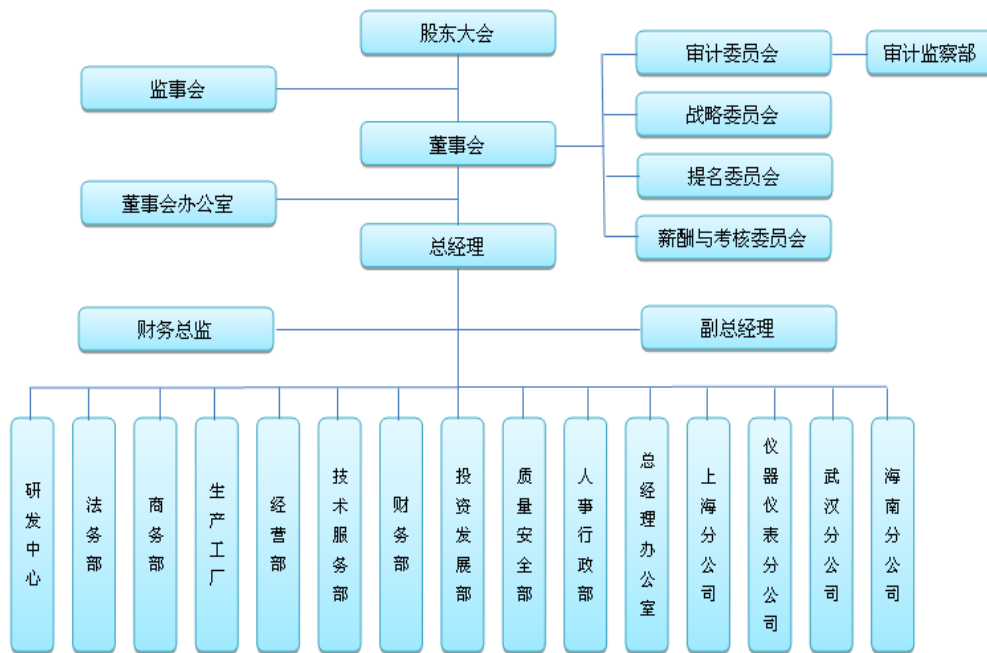 股东大会
审计委员会
审计监察部
监事会
战略委员会
董事会
提名委员会
董事会办公室
总经理
薪酬与考核委员会
财务总监
副总经理
研发中心
法务部
商务部
生产工厂
经营部
技术服务部
财务部
投资发展部
质量安全部
人事行政部
总经理办公室
上海分公司
仪器仪表分公司
武汉分公司
海南分公司